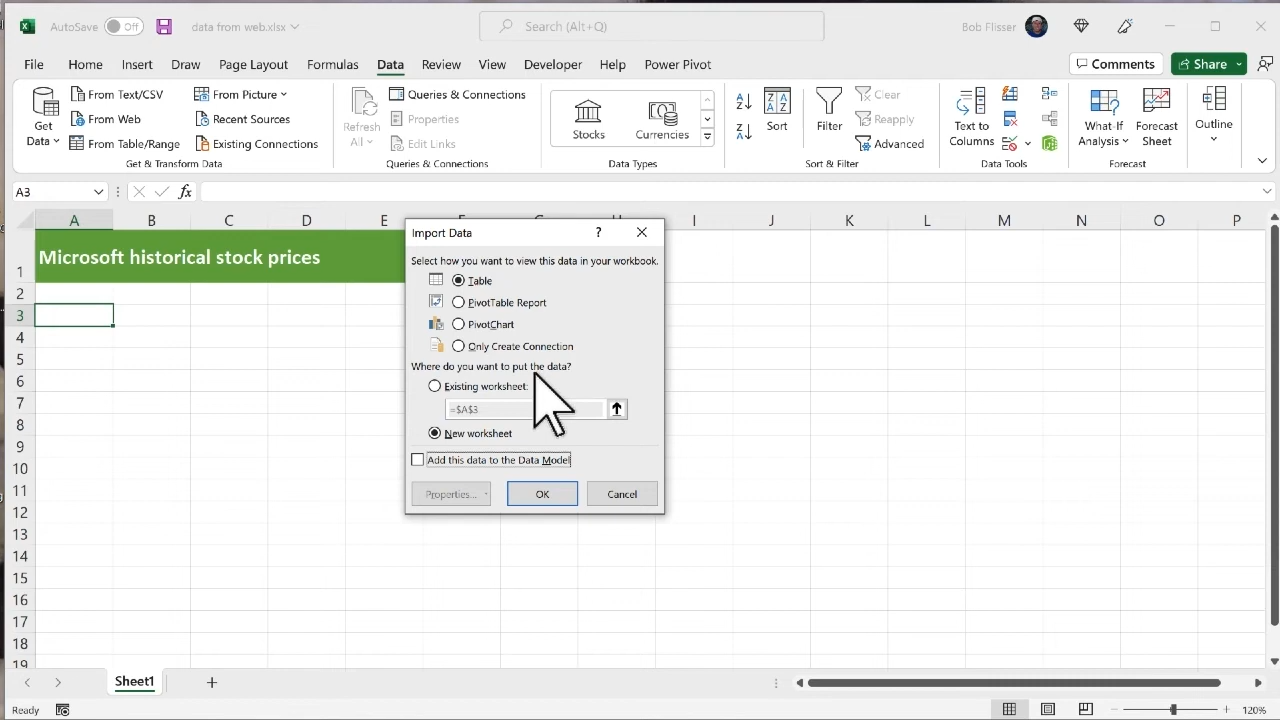 AutoSave Off data from web.xlsx Search (Alt+Q) Bob Flisser
File Home Insert Draw Page Layout Formulas Data Review View Developer Help Power Pivot Comments Share
Get Data
From Text/CSV
From Web
From Table/Range
From Picture
Recent Sources
Existing Connections
Get & Transform Data
Refresh All
Queries & Connections
Properties
Edit Links
Queries & Connections
Stocks
Currencies
Data Types
Sort
Filter
Clear
Reapply
Advanced
Sort & Filter
Text to Columns
Data Tools
What-If Analysis
Forecast Sheet
Forecast
Outline
A3 fx
A B C D E F G H I J K L M N O P
1 Microsoft historical stock prices
2
3
4
5
6
7
8
9
10
11
12
13
14
15
16
17
18
19
Import Data ?
Select how you want to view this data in your workbook.
Table
PivotTable Report
PivotChart
Only Create Connection
Where do you want to put the data?
Existing worksheet:
=$A$3
New worksheet
Add this data to the Data Model
Properties... OK Cancel
Sheet1
Ready 120%